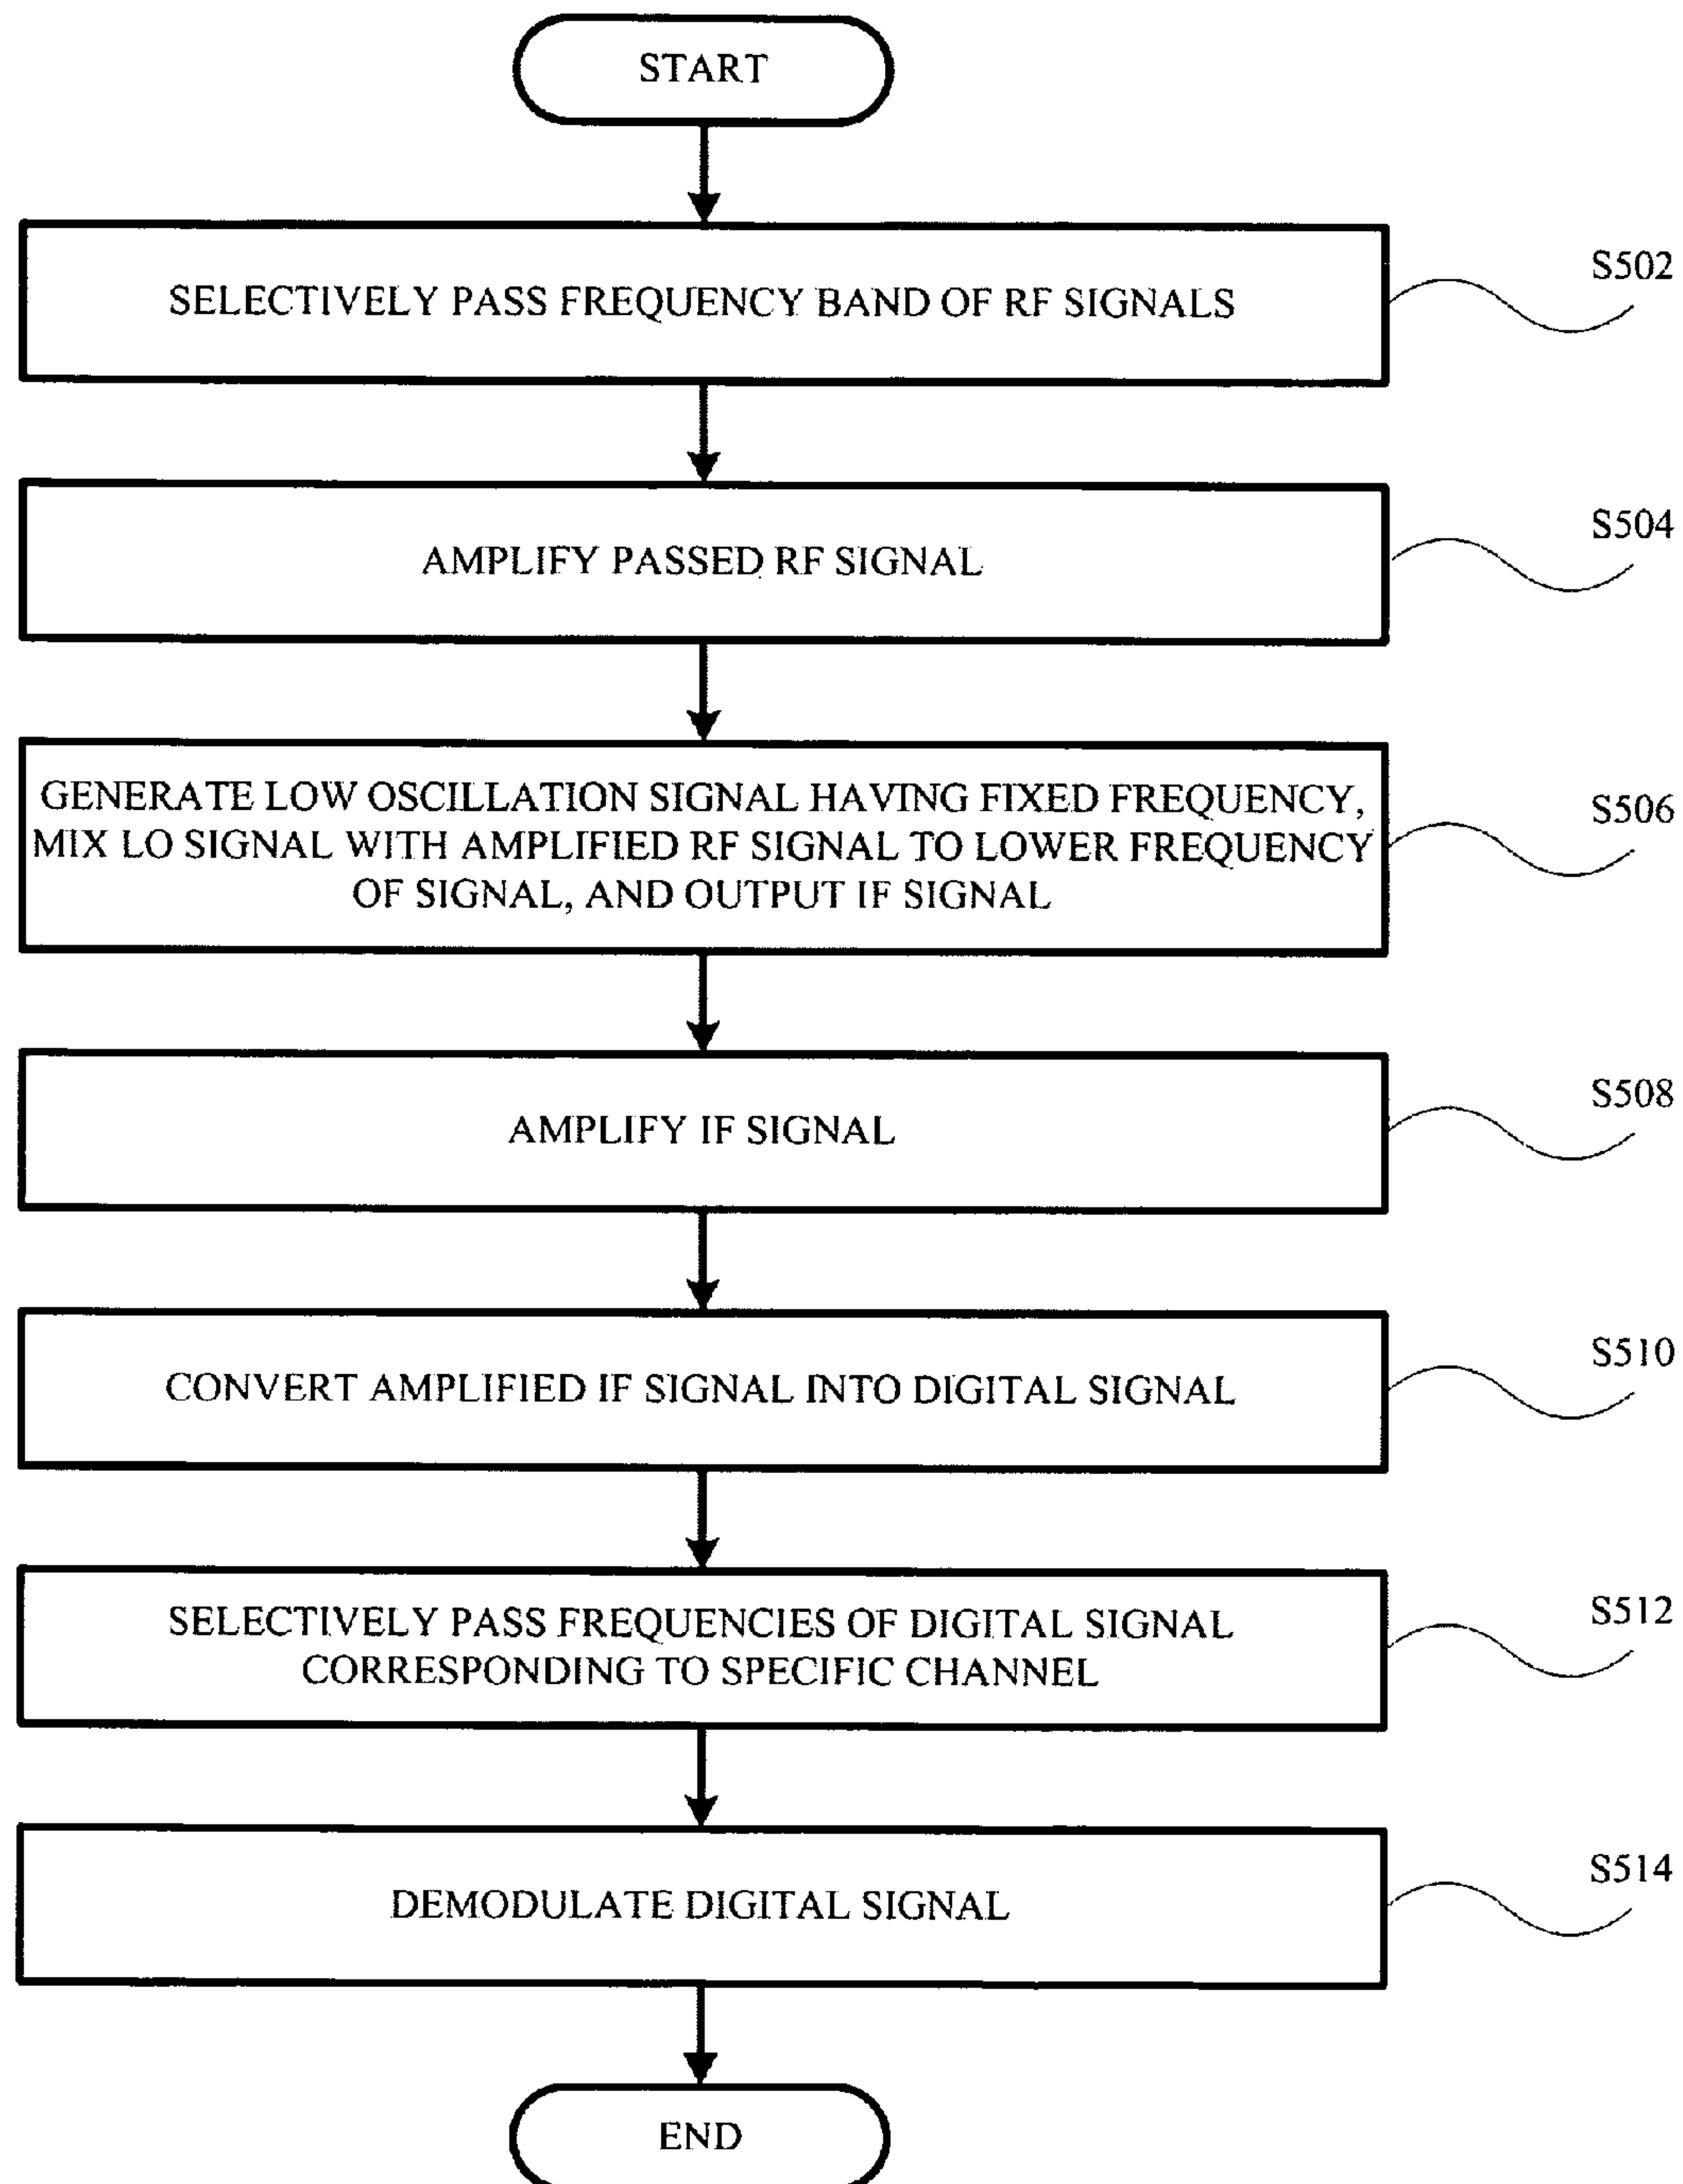 START
SELECTIVELY PASS FREQUENCY BAND OF RF SIGNALS
S502
AMPLIFY PASSED RF SIGNAL
S504
GENERATE LOW OSCILLATION SIGNAL HAVING FIXED FREQUENCY,
MIX LO SIGNAL WITH AMPLIFIED RF SIGNAL TO LOWER FREQUENCY
OF SIGNAL, AND OUTPUT IF SIGNAL
S506
AMPLIFY IF SIGNAL
S508
CONVERT AMPLIFIED IF SIGNAL INTO DIGITAL SIGNAL
S510
SELECTIVELY PASS FREQUENCIES OF DIGITAL SIGNAL
CORRESPONDING TO SPECIFIC CHANNEL
S512
DEMODULATE DIGITAL SIGNAL
S514
END